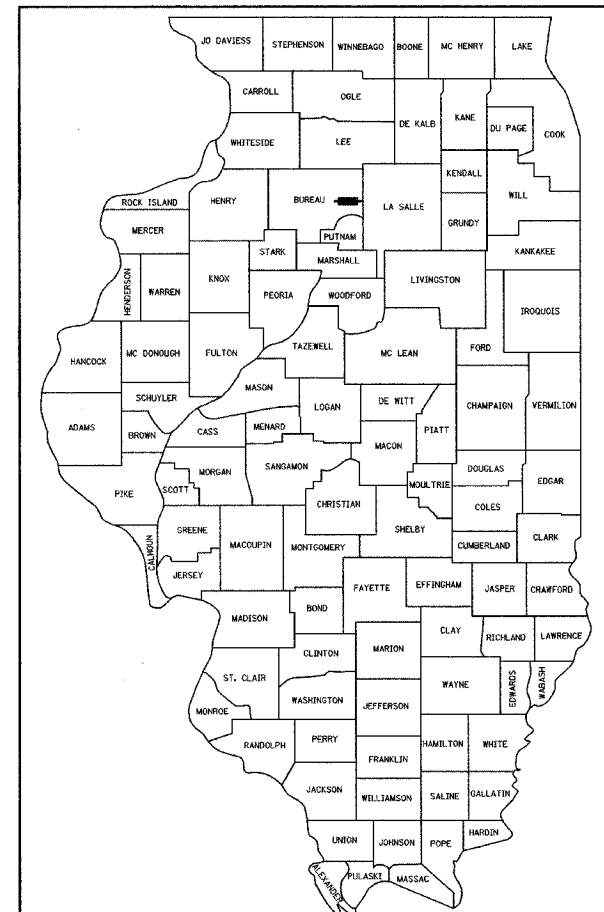 JO DAVIESS STEPHENSON WINNEBAGO BOONE MC HENRY LAKE
CARROLL OGLE DE KALB KANE DU PAGE COOK
WHITESIDE LEE
KENDALL
ROCK ISLAND HENRY BUREAU LA SALLE GRUNDY WILL
MERCER PUTNAM
STARK MARSHALL KANKAKEE
HENDERSON WARREN KNOX PEORIA WOODFORD LIVINGSTON IROQUOIS
HANCOCK MC DONOUGH FULTON TAZEWELL MC LEAN FORD
MASON
SCHUYLER LOGAN DE WITT CHAMPAIGN VERMILION
ADAMS BROWN CASS MENARD PIATT
MACON
MORGAN SANGAMON DOUGLAS
PIKE SCOTT CHRISTIAN MOULTRIE COLES EDGAR
GREENE MACOUPIN MONTGOMERY SHELBY
CALHOUN JERSEY CUMBERLAND CLARK
FAYETTE EFFINGHAM JASPER CRAWFORD
MADISON BOND
CLAY RICHLAND LAWRENCE
CLINTON MARION
ST. CLAIR WAYNE EDWARDS WABASH
WASHINGTON JEFFERSON
MONROE
RANDOLPH PERRY HAMILTON WHITE
FRANKLIN
JACKSON WILLIAMSON SALINE GALLATIN
UNION JOHNSON POPE HARDIN
ALEXANDER PULASKI MASSAC